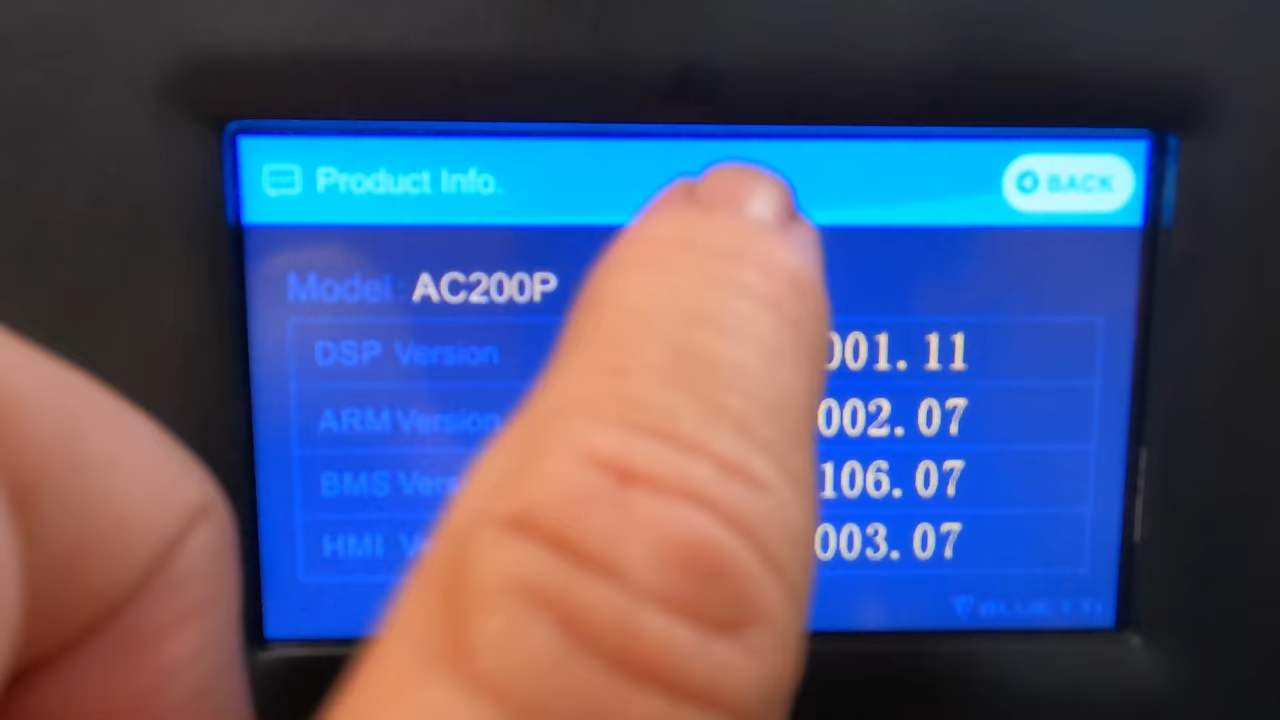 Product Info.
BACK
Model: AC200P
DSP Version 001.11
ARM Version 002.07
BMS 106.07
HMI 003.07
BLUETTI